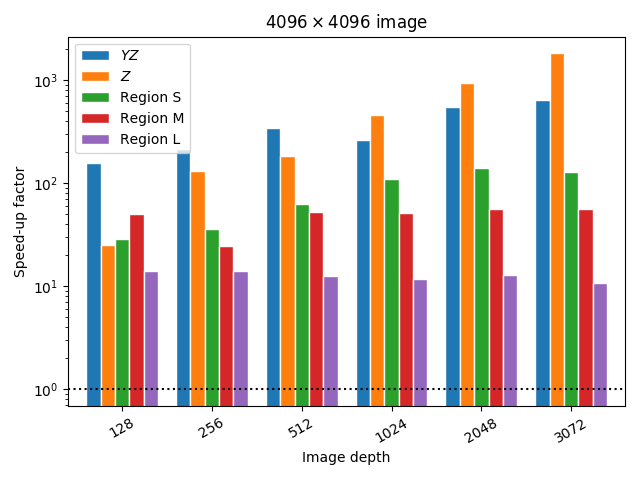 4096 × 4096 image
YZ
Z
Region S
Region M
Region L
Speed-up factor
10³
10²
10¹
10⁰
128
256
512
1024
2048
3072
Image depth